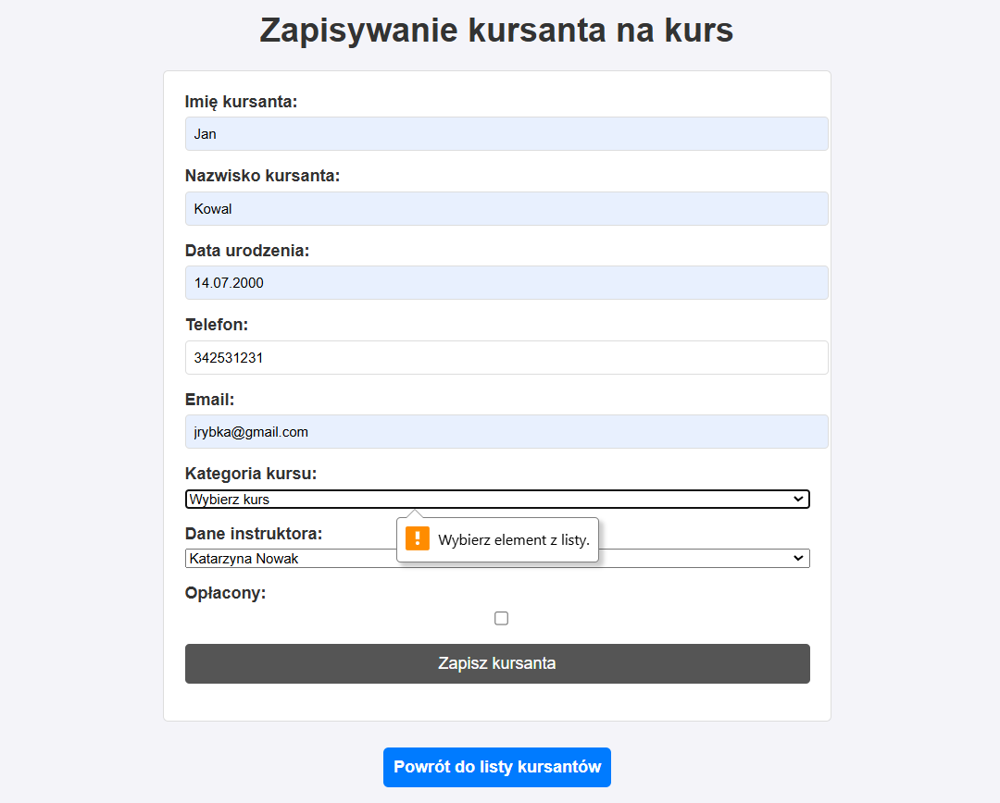 Zapisywanie kursanta na kurs
Imię kursanta:
Jan
Nazwisko kursanta:
Kowal
Data urodzenia:
14.07.2000
Telefon:
342531231
Email:
jrybka@gmail.com
Kategoria kursu:
Wybierz kurs
! Wybierz element z listy.
Dane instruktora:
Katarzyna Nowak
Opłacony:
Zapisz kursanta
Powrót do listy kursantów